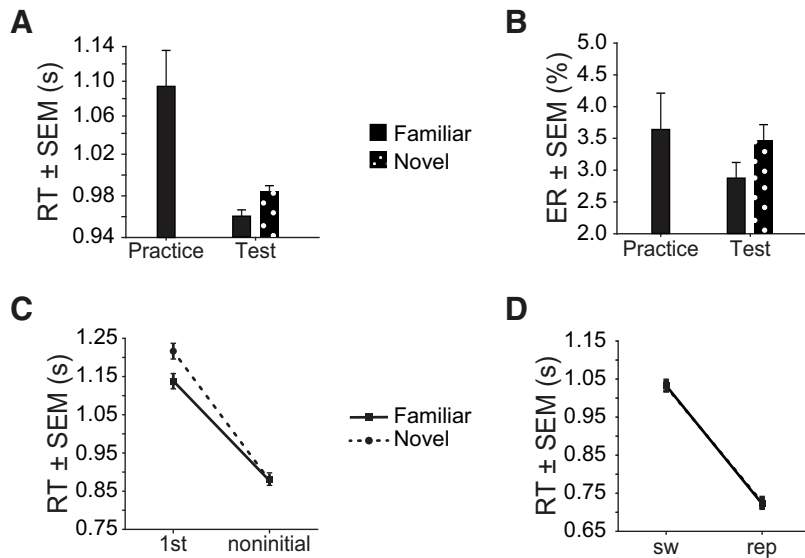 A
RT ± SEM (s)
1.14
1.10
1.06
1.02
0.98
0.94
Practice
Test
Familiar
Novel
B
ER ± SEM (%)
5.0
4.5
4.0
3.5
3.0
2.5
2.0
Practice
Test
C
RT ± SEM (s)
1.25
1.15
1.05
0.95
0.85
0.75
1st
noninitial
Familiar
Novel
D
RT ± SEM (s)
1.15
1.05
0.95
0.85
0.75
0.65
sw
rep